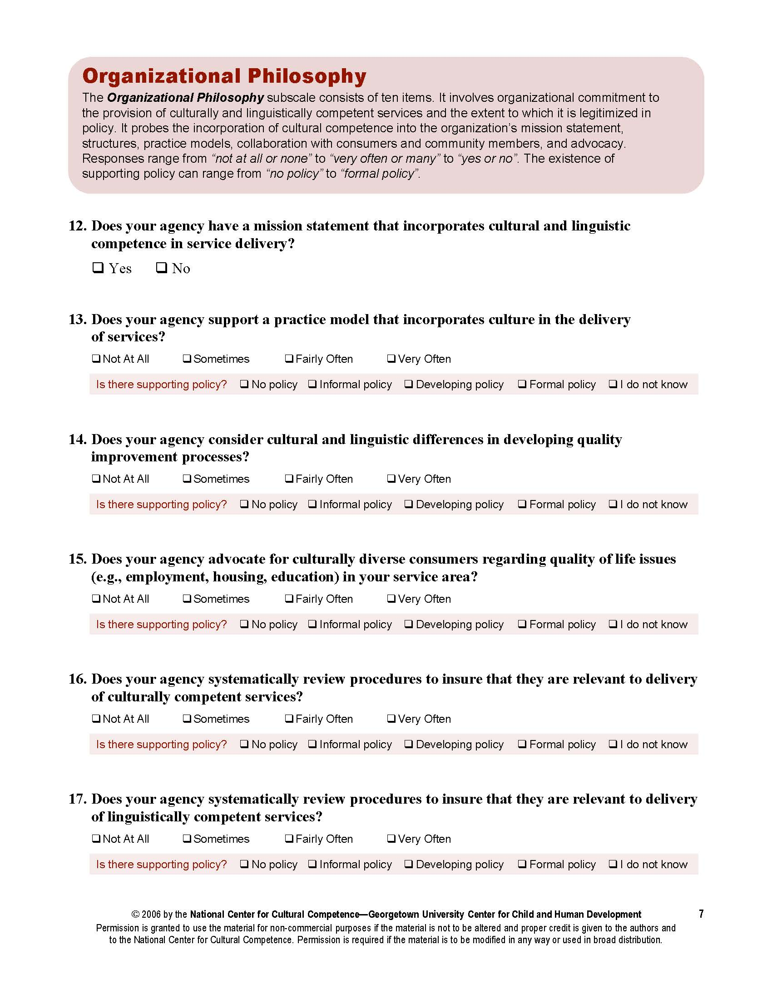 Organizational Philosophy
The Organizational Philosophy subscale consists of ten items. It involves organizational commitment to
the provision of culturally and linguistically competent services and the extent to which it is legitimized in
policy. It probes the incorporation of cultural competence into the organization’s mission statement,
structures, practice models, collaboration with consumers and community members, and advocacy.
Responses range from “not at all or none” to “very often or many” to “yes or no”. The existence of
supporting policy can range from “no policy” to “formal policy”.
12. Does your agency have a mission statement that incorporates cultural and linguistic
competence in service delivery?
❑ Yes ❑ No
13. Does your agency support a practice model that incorporates culture in the delivery
of services?
❑ Not At All ❑ Sometimes ❑ Fairly Often ❑ Very Often
Is there supporting policy? ❑ No policy ❑ Informal policy ❑ Developing policy ❑ Formal policy ❑ I do not know
14. Does your agency consider cultural and linguistic differences in developing quality
improvement processes?
❑ Not At All ❑ Sometimes ❑ Fairly Often ❑ Very Often
Is there supporting policy? ❑ No policy ❑ Informal policy ❑ Developing policy ❑ Formal policy ❑ I do not know
15. Does your agency advocate for culturally diverse consumers regarding quality of life issues
(e.g., employment, housing, education) in your service area?
❑ Not At All ❑ Sometimes ❑ Fairly Often ❑ Very Often
Is there supporting policy? ❑ No policy ❑ Informal policy ❑ Developing policy ❑ Formal policy ❑ I do not know
16. Does your agency systematically review procedures to insure that they are relevant to delivery
of culturally competent services?
❑ Not At All ❑ Sometimes ❑ Fairly Often ❑ Very Often
Is there supporting policy? ❑ No policy ❑ Informal policy ❑ Developing policy ❑ Formal policy ❑ I do not know
17. Does your agency systematically review procedures to insure that they are relevant to delivery
of linguistically competent services?
❑ Not At All ❑ Sometimes ❑ Fairly Often ❑ Very Often
Is there supporting policy? ❑ No policy ❑ Informal policy ❑ Developing policy ❑ Formal policy ❑ I do not know
© 2006 by the National Center for Cultural Competence—Georgetown University Center for Child and Human Development 7
Permission is granted to use the material for non-commercial purposes if the material is not to be altered and proper credit is given to the authors and
to the National Center for Cultural Competence. Permission is required if the material is to be modified in any way or used in broad distribution.